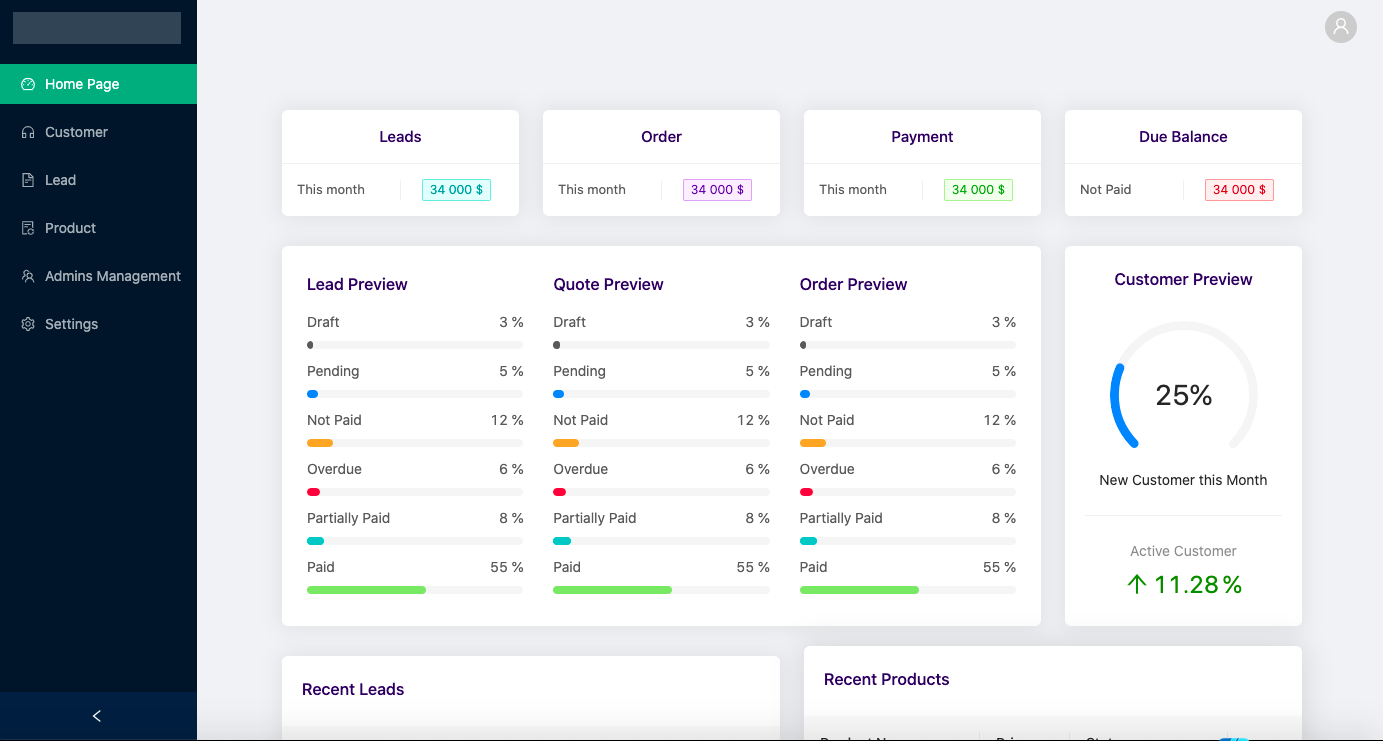 Home Page
Customer
Lead
Product
Admins Management
Settings
Leads
This month
34 000 $
Order
This month
34 000 $
Payment
This month
34 000 $
Due Balance
Not Paid
34 000 $
Lead Preview
Draft 3 %
Pending 5 %
Not Paid 12 %
Overdue 6 %
Partially Paid 8 %
Paid 55 %
Quote Preview
Draft 3 %
Pending 5 %
Not Paid 12 %
Overdue 6 %
Partially Paid 8 %
Paid 55 %
Order Preview
Draft 3 %
Pending 5 %
Not Paid 12 %
Overdue 6 %
Partially Paid 8 %
Paid 55 %
Customer Preview
25%
New Customer this Month
Active Customer
11.28%
Recent Leads
Recent Products